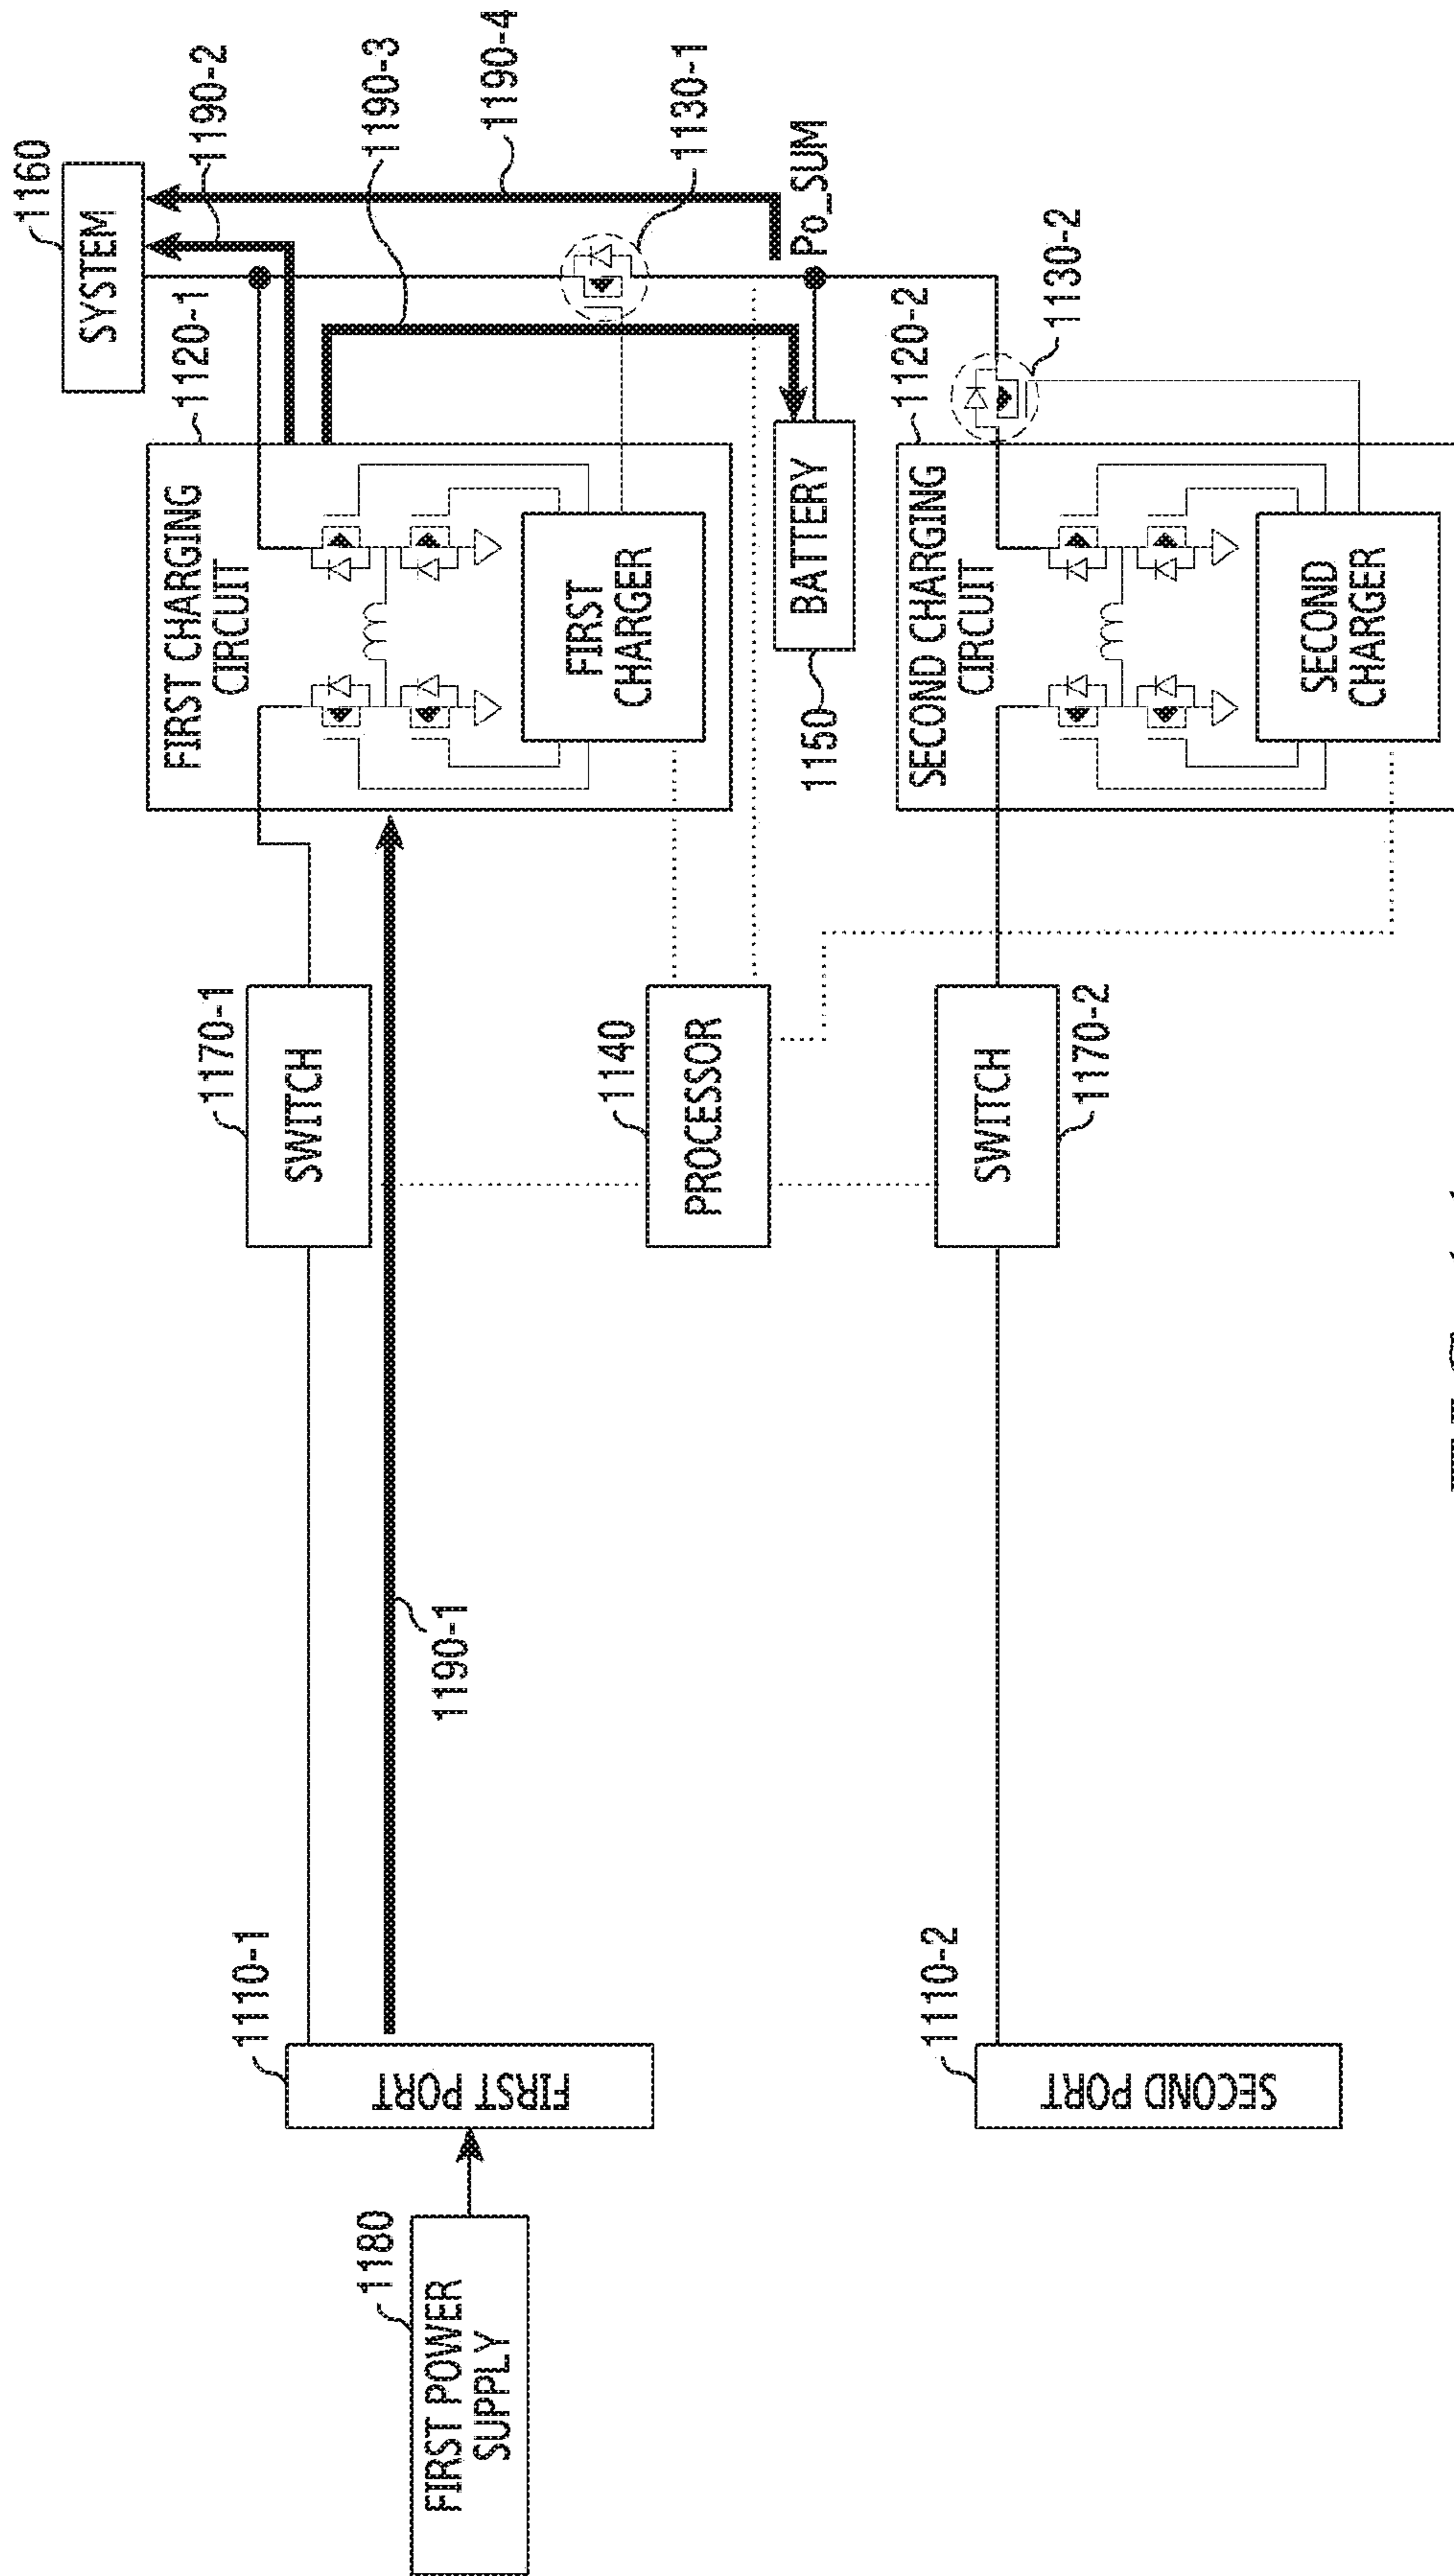 1180
FIRST POWER
SUPPLY
1110-1
FIRST PORT
1190-1
1170-1
SWITCH
1120-1
FIRST CHARGING
CIRCUIT
FIRST
CHARGER
1160
SYSTEM
1190-2
1190-3
1190-4
1130-1
Po_SUM
1140
PROCESSOR
BATTERY
1150
1110-2
SECOND PORT
SWITCH
1170-2
1120-2
SECOND CHARGING
CIRCUIT
SECOND
CHARGER
1130-2